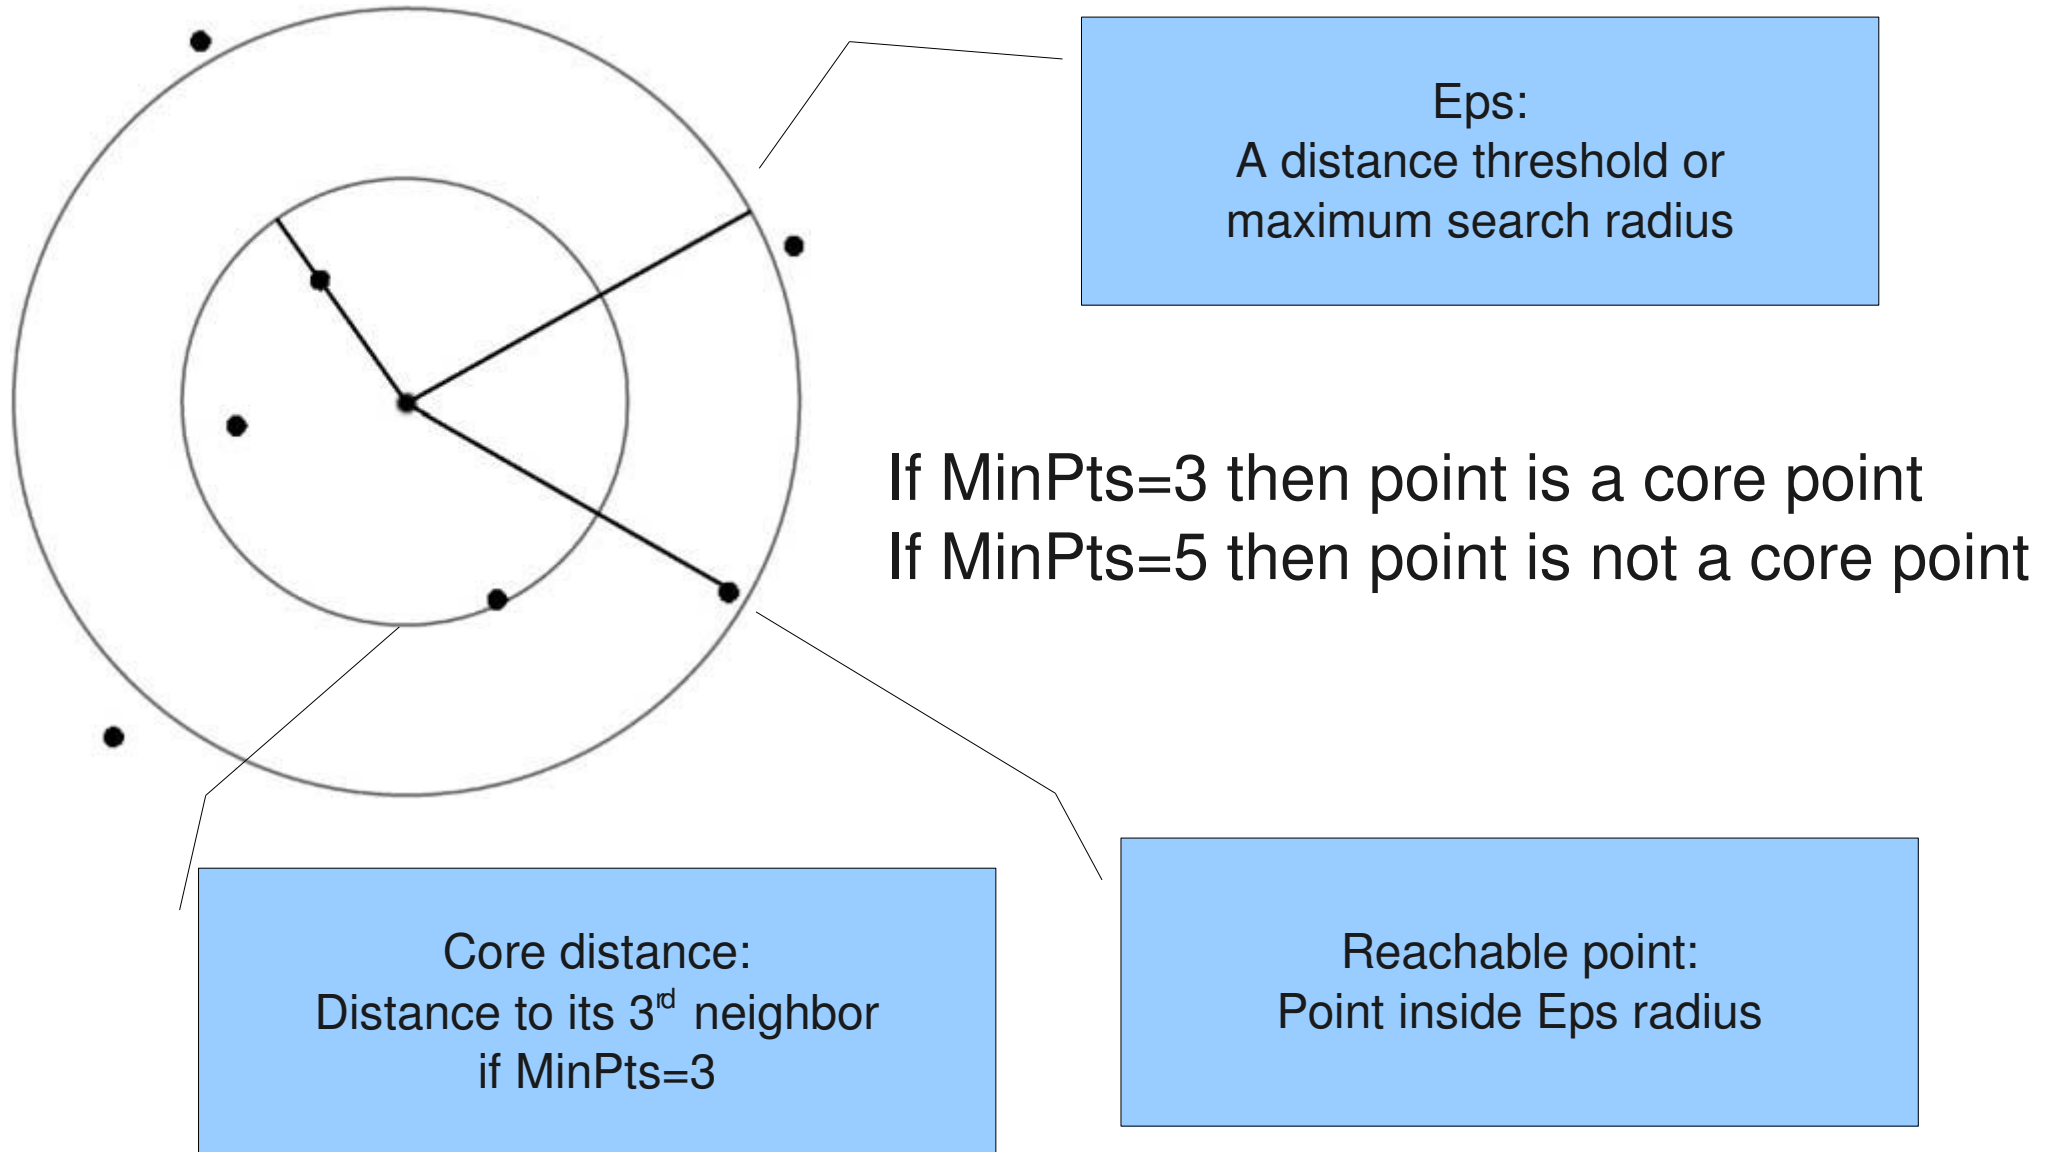 Eps:
A distance threshold or
maximum search radius
If MinPts=3 then point is a core point
If MinPts=5 then point is not a core point
Core distance:
Distance to its 3rd neighbor
if MinPts=3
Reachable point:
Point inside Eps radius